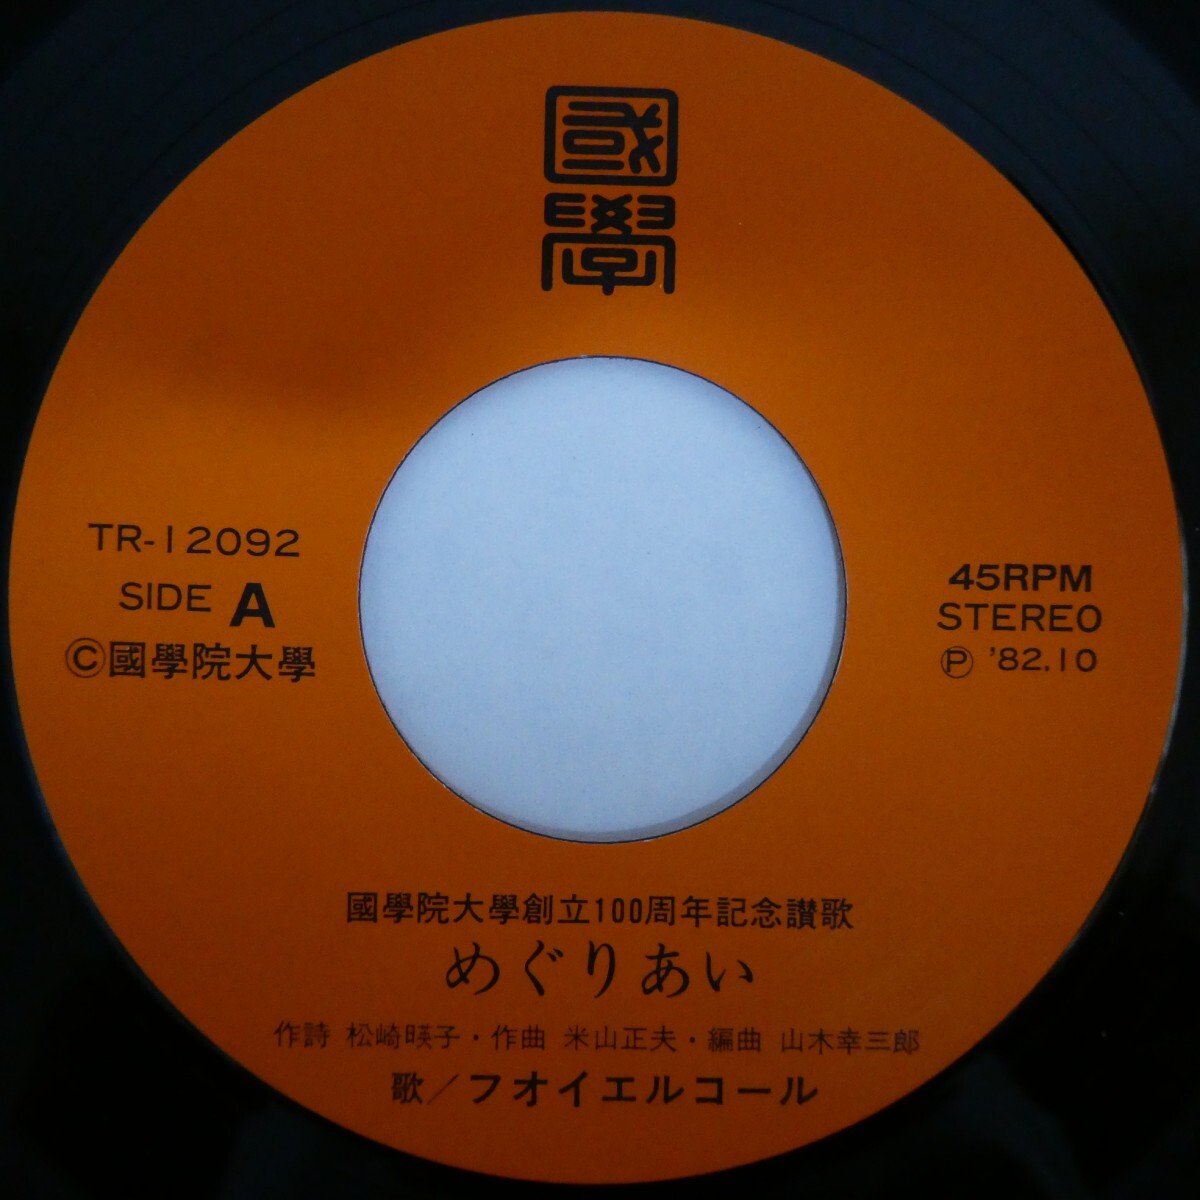 國
學
TR-12092
SIDE A
©國學院大學
45RPM
STEREO
Ⓟ '82.10
國學院大學創立100周年記念讃歌
めぐりあい
作詩 松崎暎子・作曲 米山正夫・編曲 山木幸三郎
歌/フオイエルコール